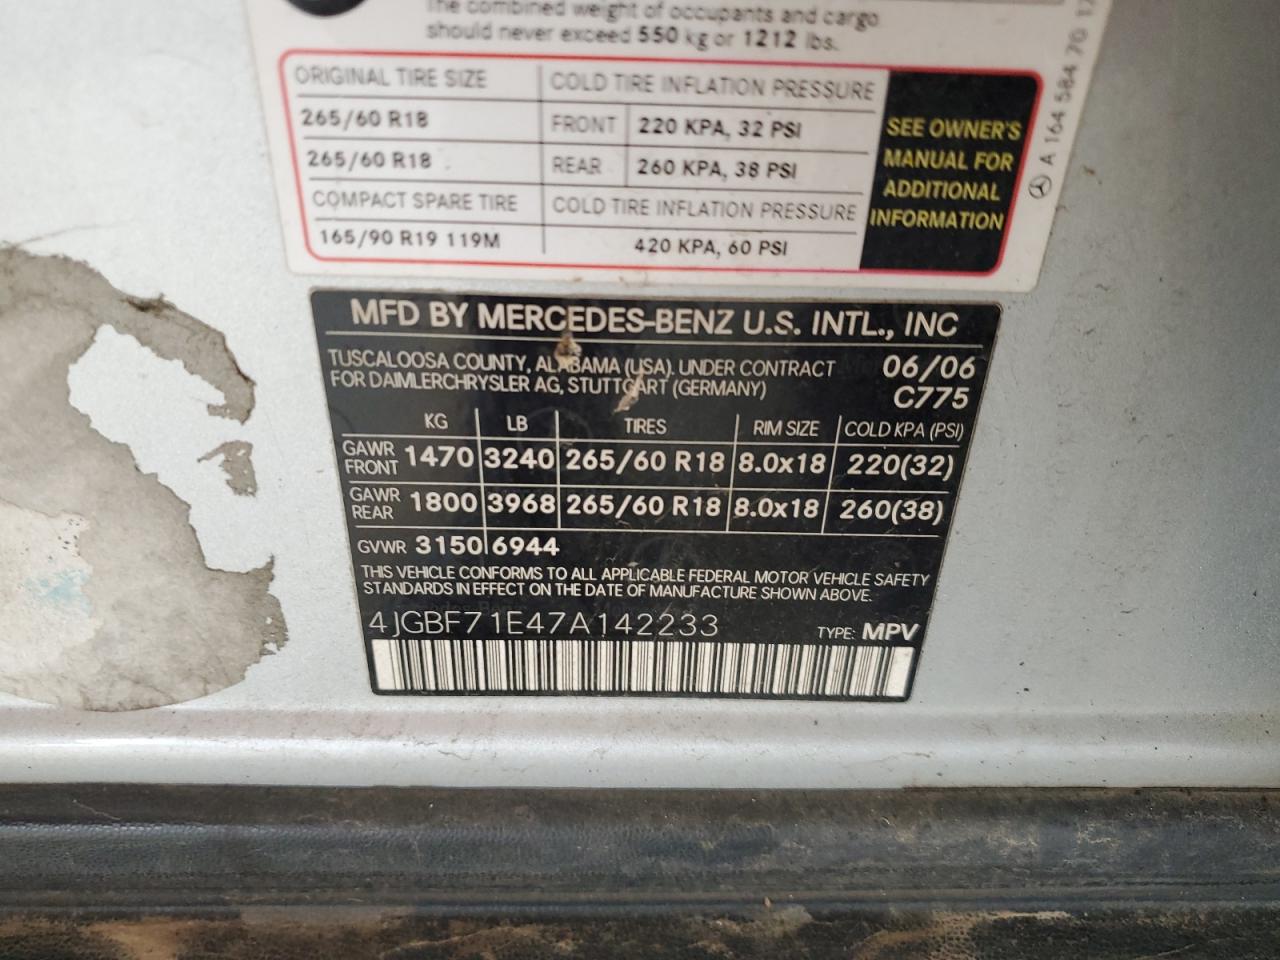 The combined weight of occupants and cargo
should never exceed 550 kg or 1212 lbs.
ORIGINAL TIRE SIZE COLD TIRE INFLATION PRESSURE
265/60 R18 FRONT 220 KPA, 32 PSI
265/60 R18 REAR 260 KPA, 38 PSI
COMPACT SPARE TIRE COLD TIRE INFLATION PRESSURE
165/90 R19 119M 420 KPA, 60 PSI
SEE OWNER'S
MANUAL FOR
ADDITIONAL
INFORMATION
A 164 584 70 17
MFD BY MERCEDES-BENZ U.S. INTL., INC
TUSCALOOSA COUNTY, ALABAMA (USA). UNDER CONTRACT 06/06
FOR DAIMLERCHRYSLER AG, STUTTGART (GERMANY) C775
KG LB TIRES RIM SIZE COLD KPA (PSI)
GAWR FRONT 1470 3240 265/60 R18 8.0x18 220(32)
GAWR REAR 1800 3968 265/60 R18 8.0x18 260(38)
GVWR 3150 6944
THIS VEHICLE CONFORMS TO ALL APPLICABLE FEDERAL MOTOR VEHICLE SAFETY
STANDARDS IN EFFECT ON THE DATE OF MANUFACTURE SHOWN ABOVE.
4JGBF71E47A142233 TYPE: MPV